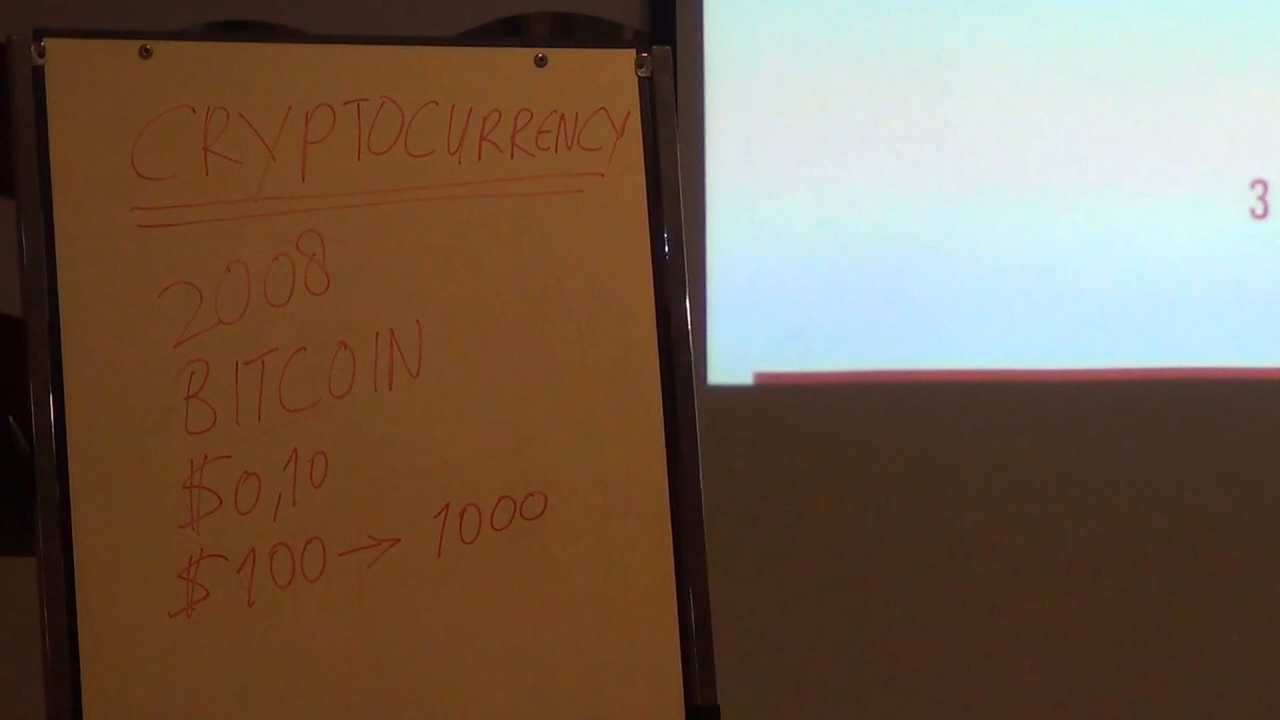 CRYPTOCURRENCY
2008
BITCOIN
$0,10
$100 → 1000
3